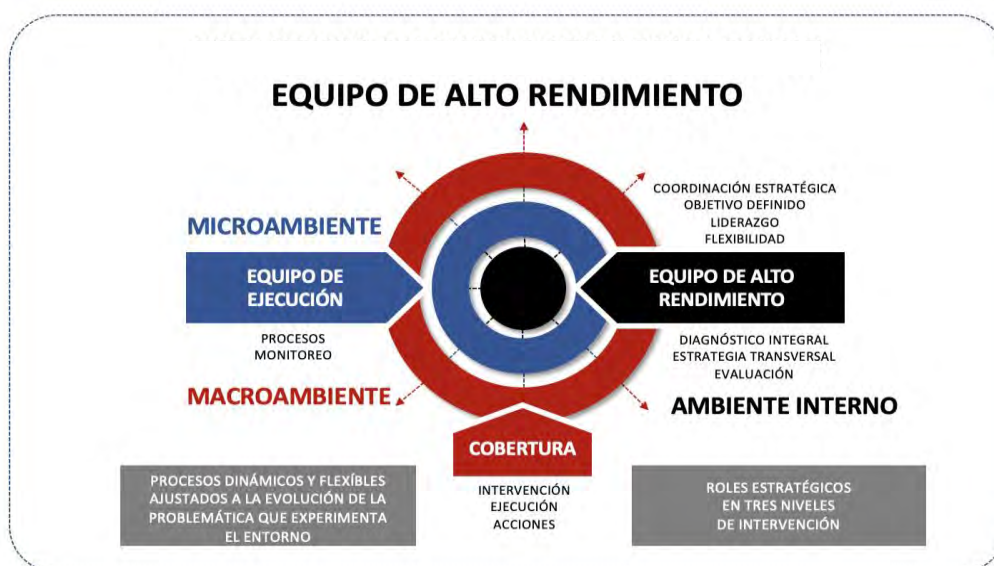 EQUIPO DE ALTO RENDIMIENTO
COORDINACIÓN ESTRATÉGICA
OBJETIVO DEFINIDO
LIDERAZGO
FLEXIBILIDAD
MICROAMBIENTE
EQUIPO DE
EJECUCIÓN
EQUIPO DE ALTO
RENDIMIENTO
PROCESOS
MONITOREO
DIAGNÓSTICO INTEGRAL
ESTRATEGIA TRANSVERSAL
EVALUACIÓN
MACROAMBIENTE
AMBIENTE INTERNO
COBERTURA
INTERVENCIÓN
EJECUCIÓN
ACCIONES
PROCESOS DINÁMICOS Y FLEXÍBLES
AJUSTADOS A LA EVOLUCIÓN DE LA
PROBLEMÁTICA QUE EXPERIMENTA
EL ENTORNO
ROLES ESTRATÉGICOS
EN TRES NIVELES
DE INTERVENCIÓN